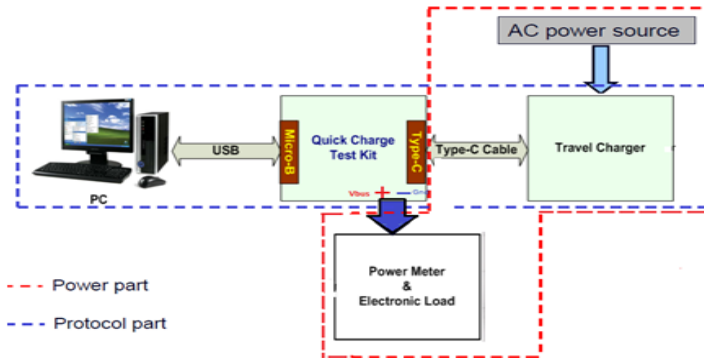 AC power source
Micro-B
Quick Charge
Test Kit
Type-C
USB
Type-C Cable
Travel Charger
PC
Vbus
+
—
Gnd
Power Meter
&
Electronic Load
Power part
Protocol part